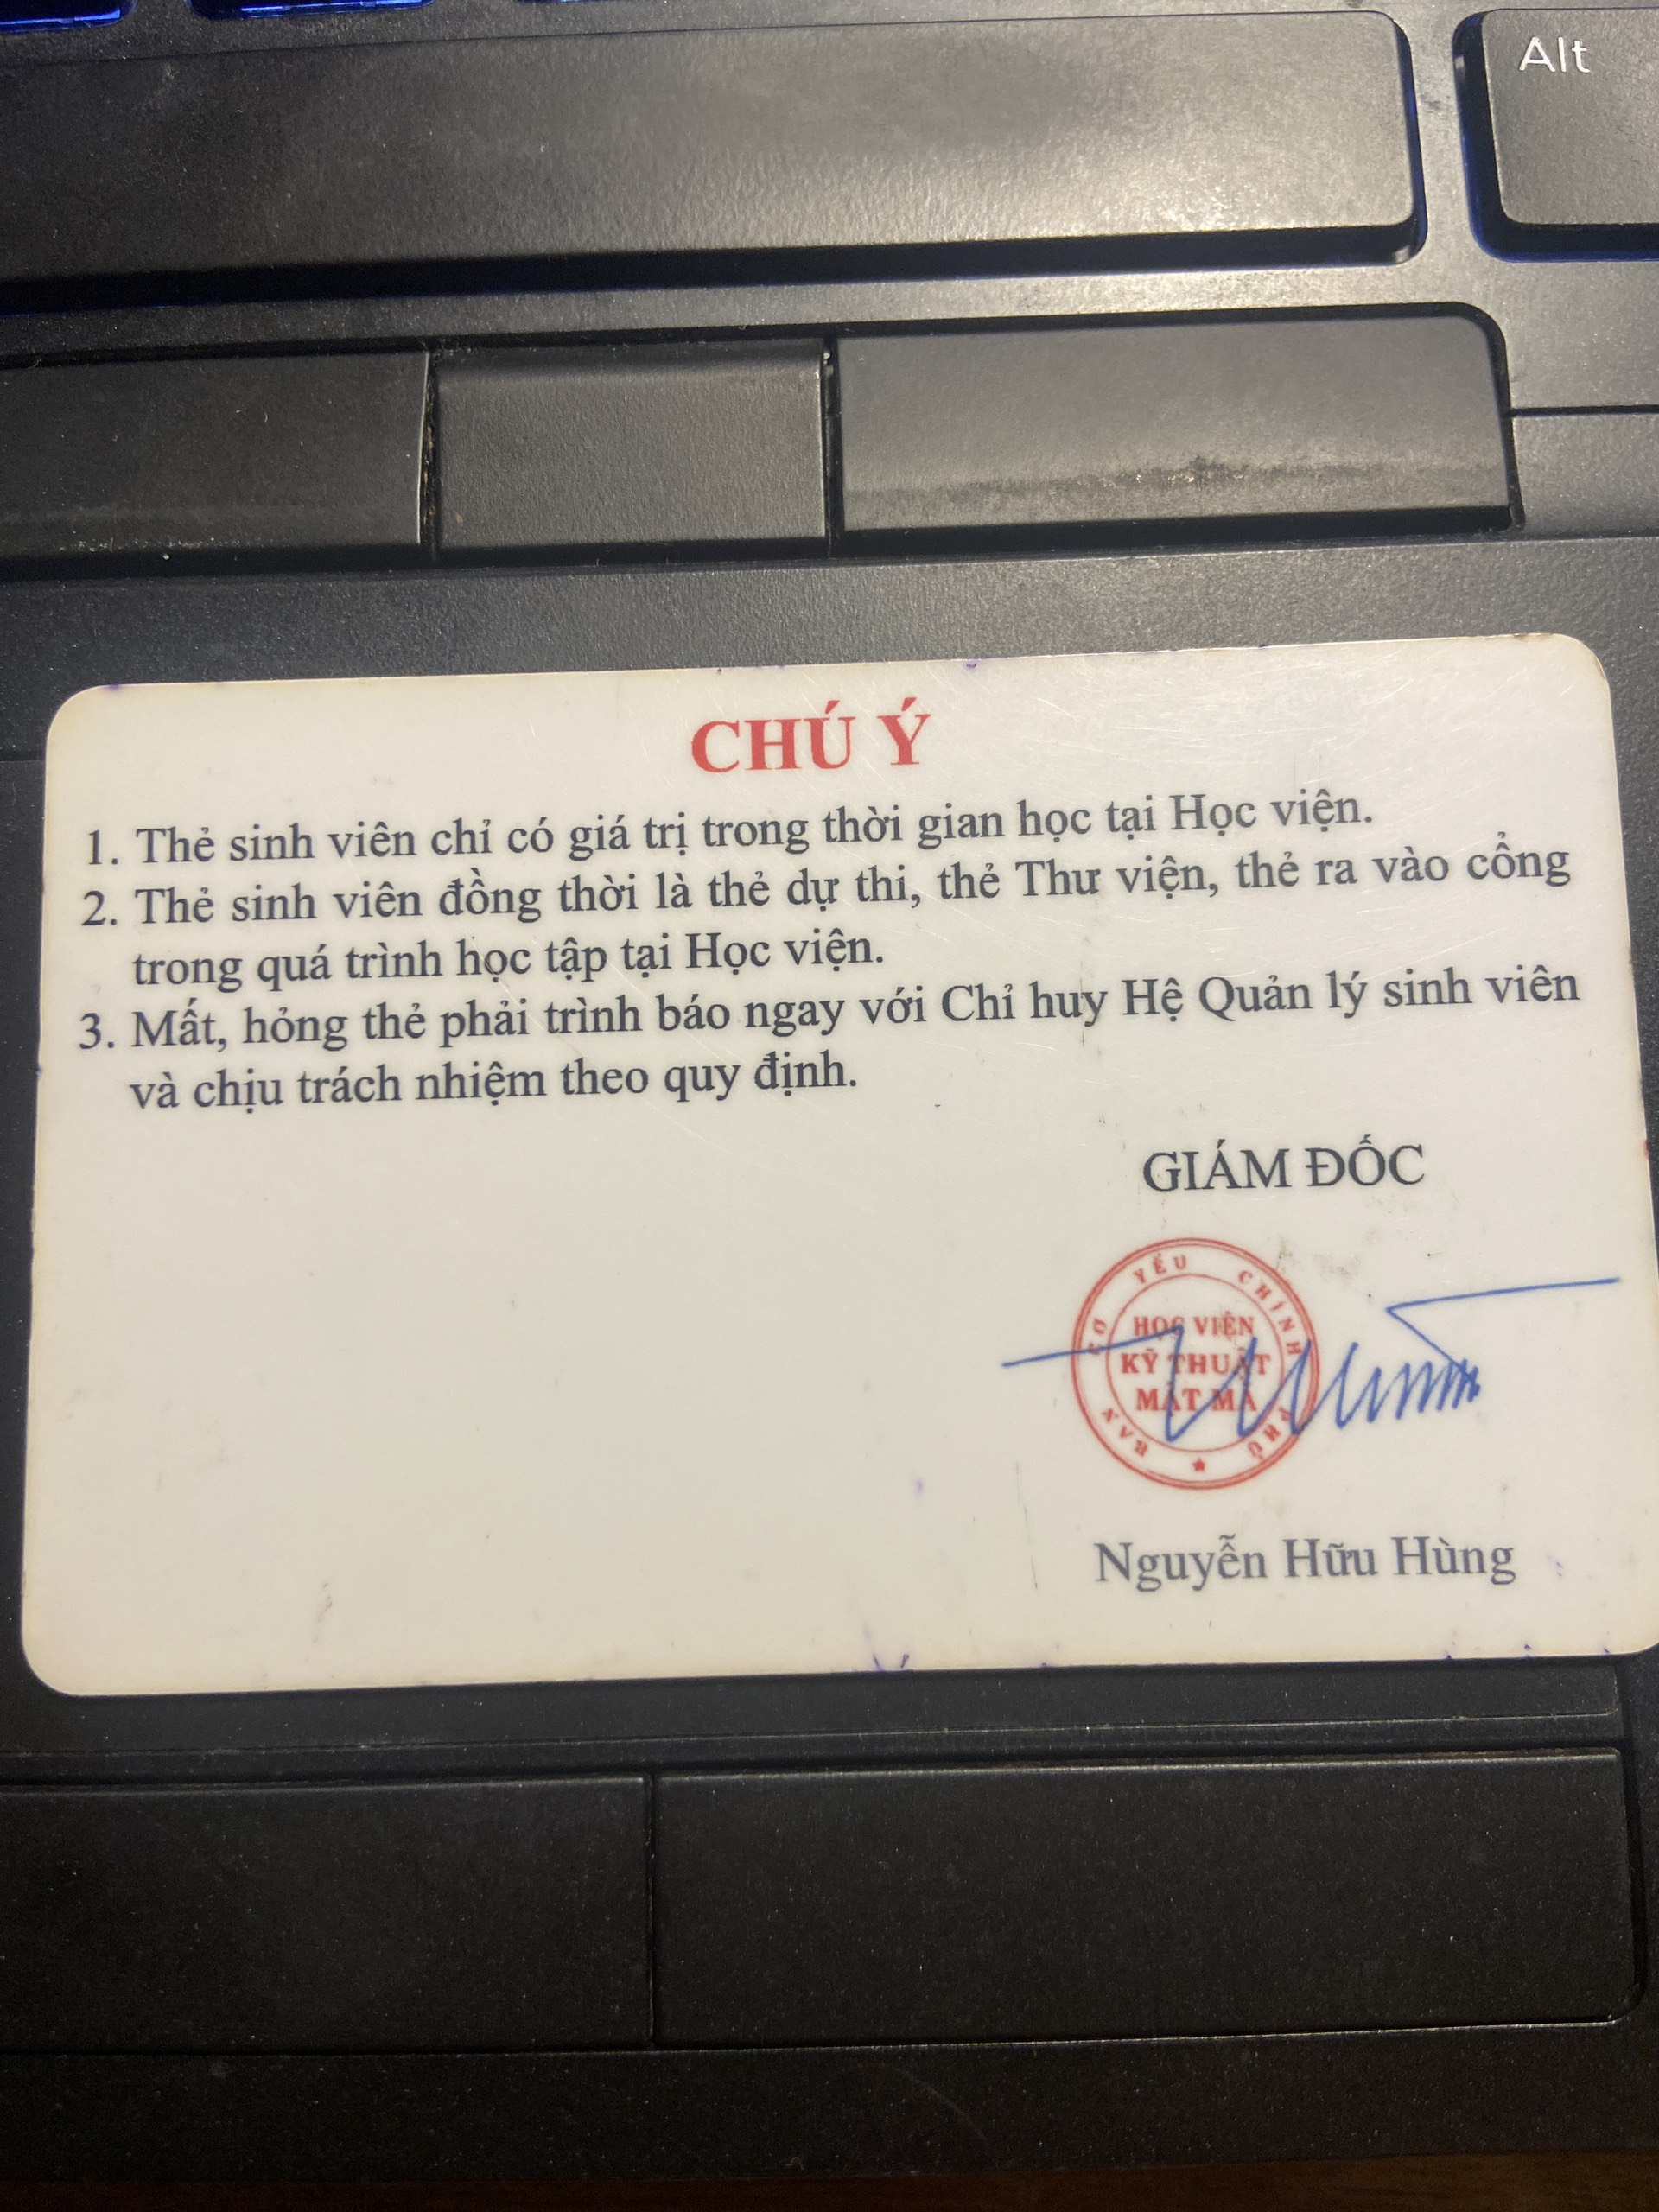 Alt
CHÚ Ý
1. Thẻ sinh viên chỉ có giá trị trong thời gian học tại Học viện.
2. Thẻ sinh viên đồng thời là thẻ dự thi, thẻ Thư viện, thẻ ra vào cổng
trong quá trình học tập tại Học viện.
3. Mất, hỏng thẻ phải trình báo ngay với Chỉ huy Hệ Quản lý sinh viên
và chịu trách nhiệm theo quy định.
GIÁM ĐỐC
BAN CƠ YẾU CHÍNH PHỦ
HỌC VIỆN
KỸ THUẬT
MẬT MÃ
Nguyễn Hữu Hùng